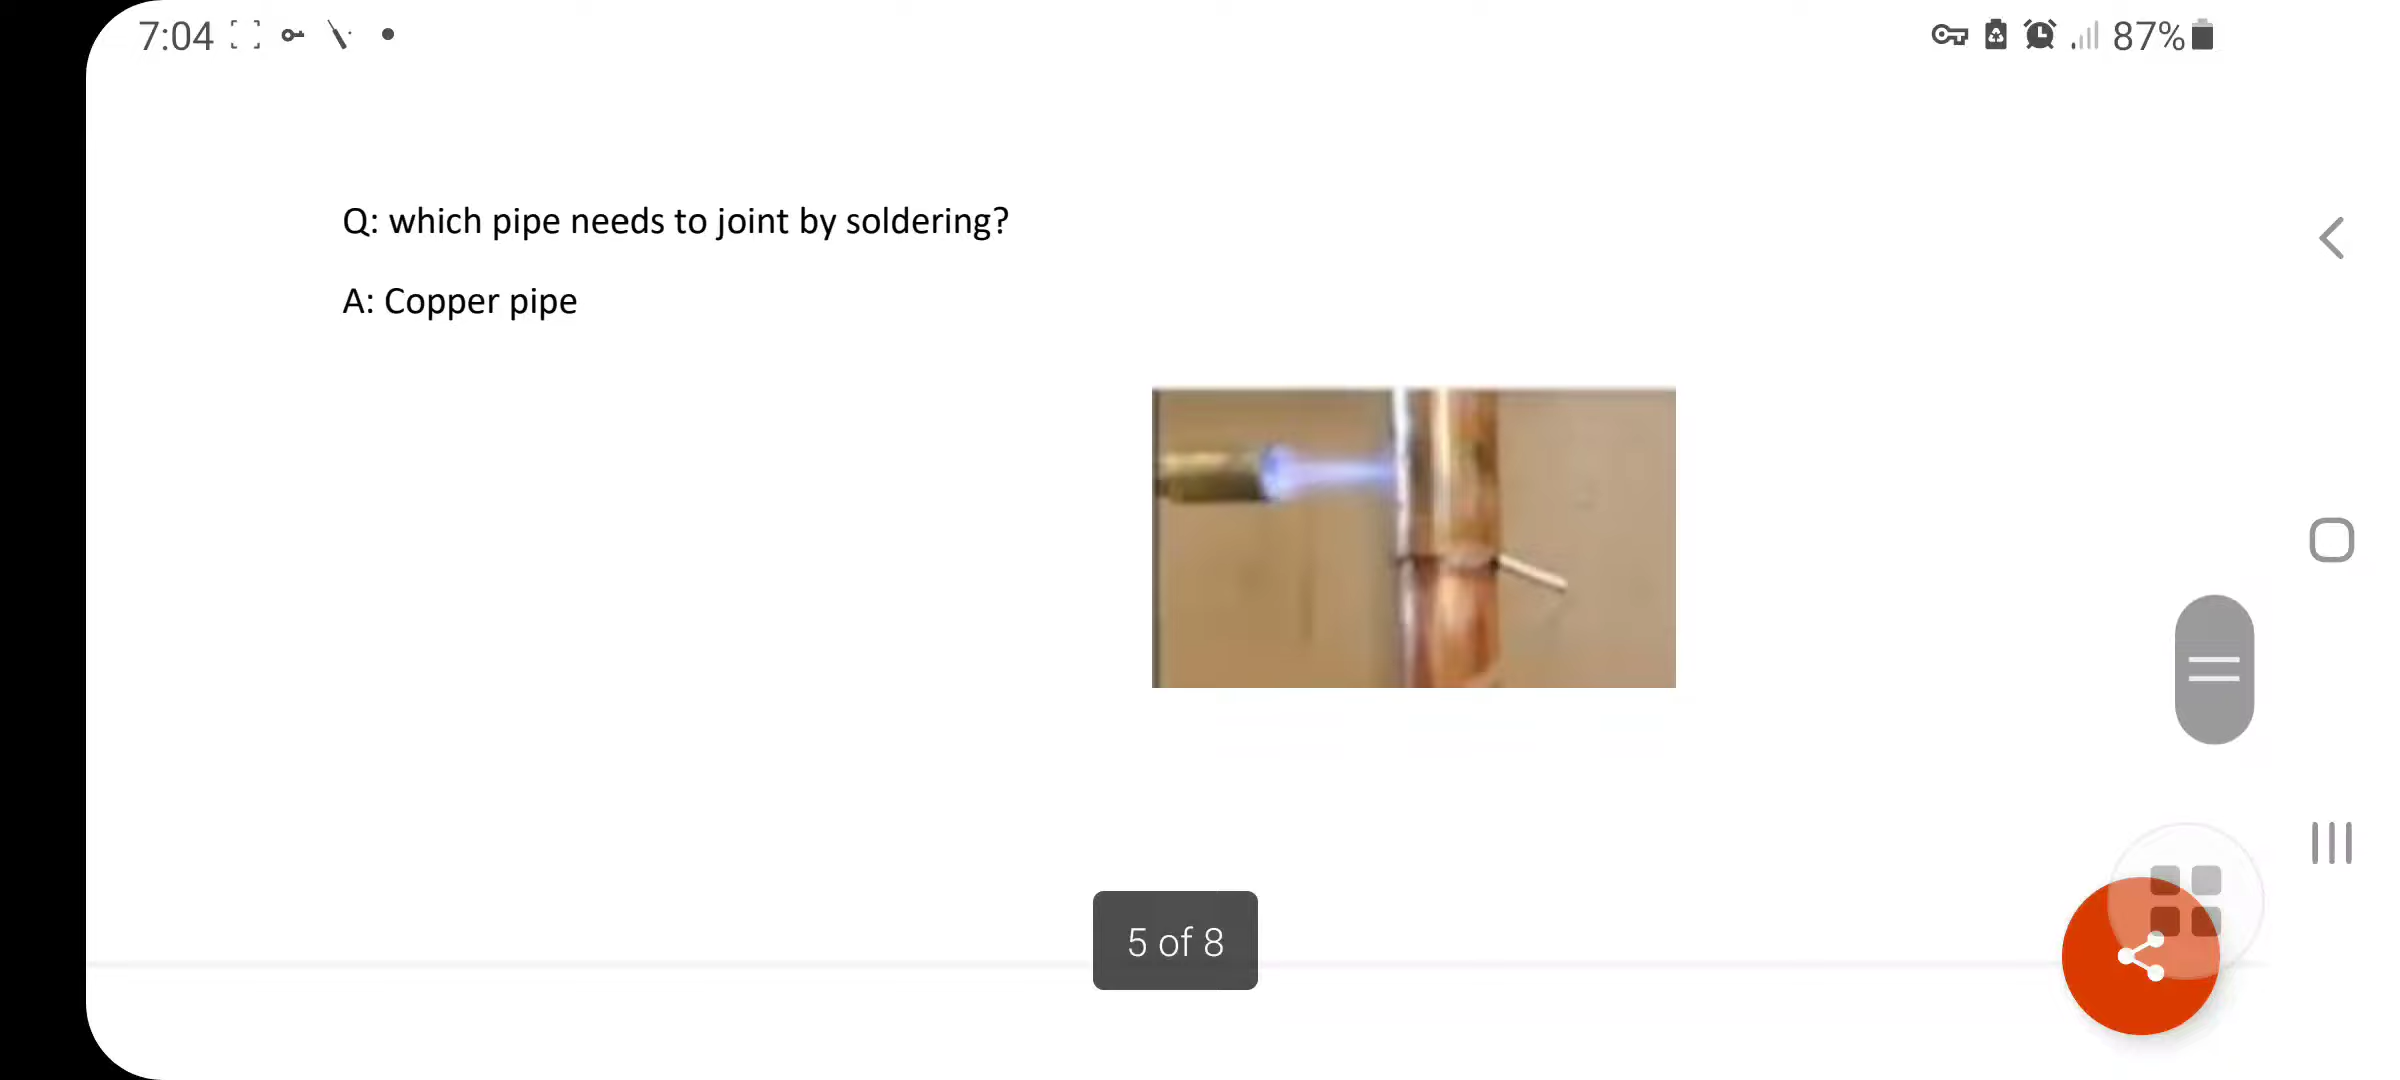 7:04
87%
Q: which pipe needs to joint by soldering?
A: Copper pipe
5 of 8